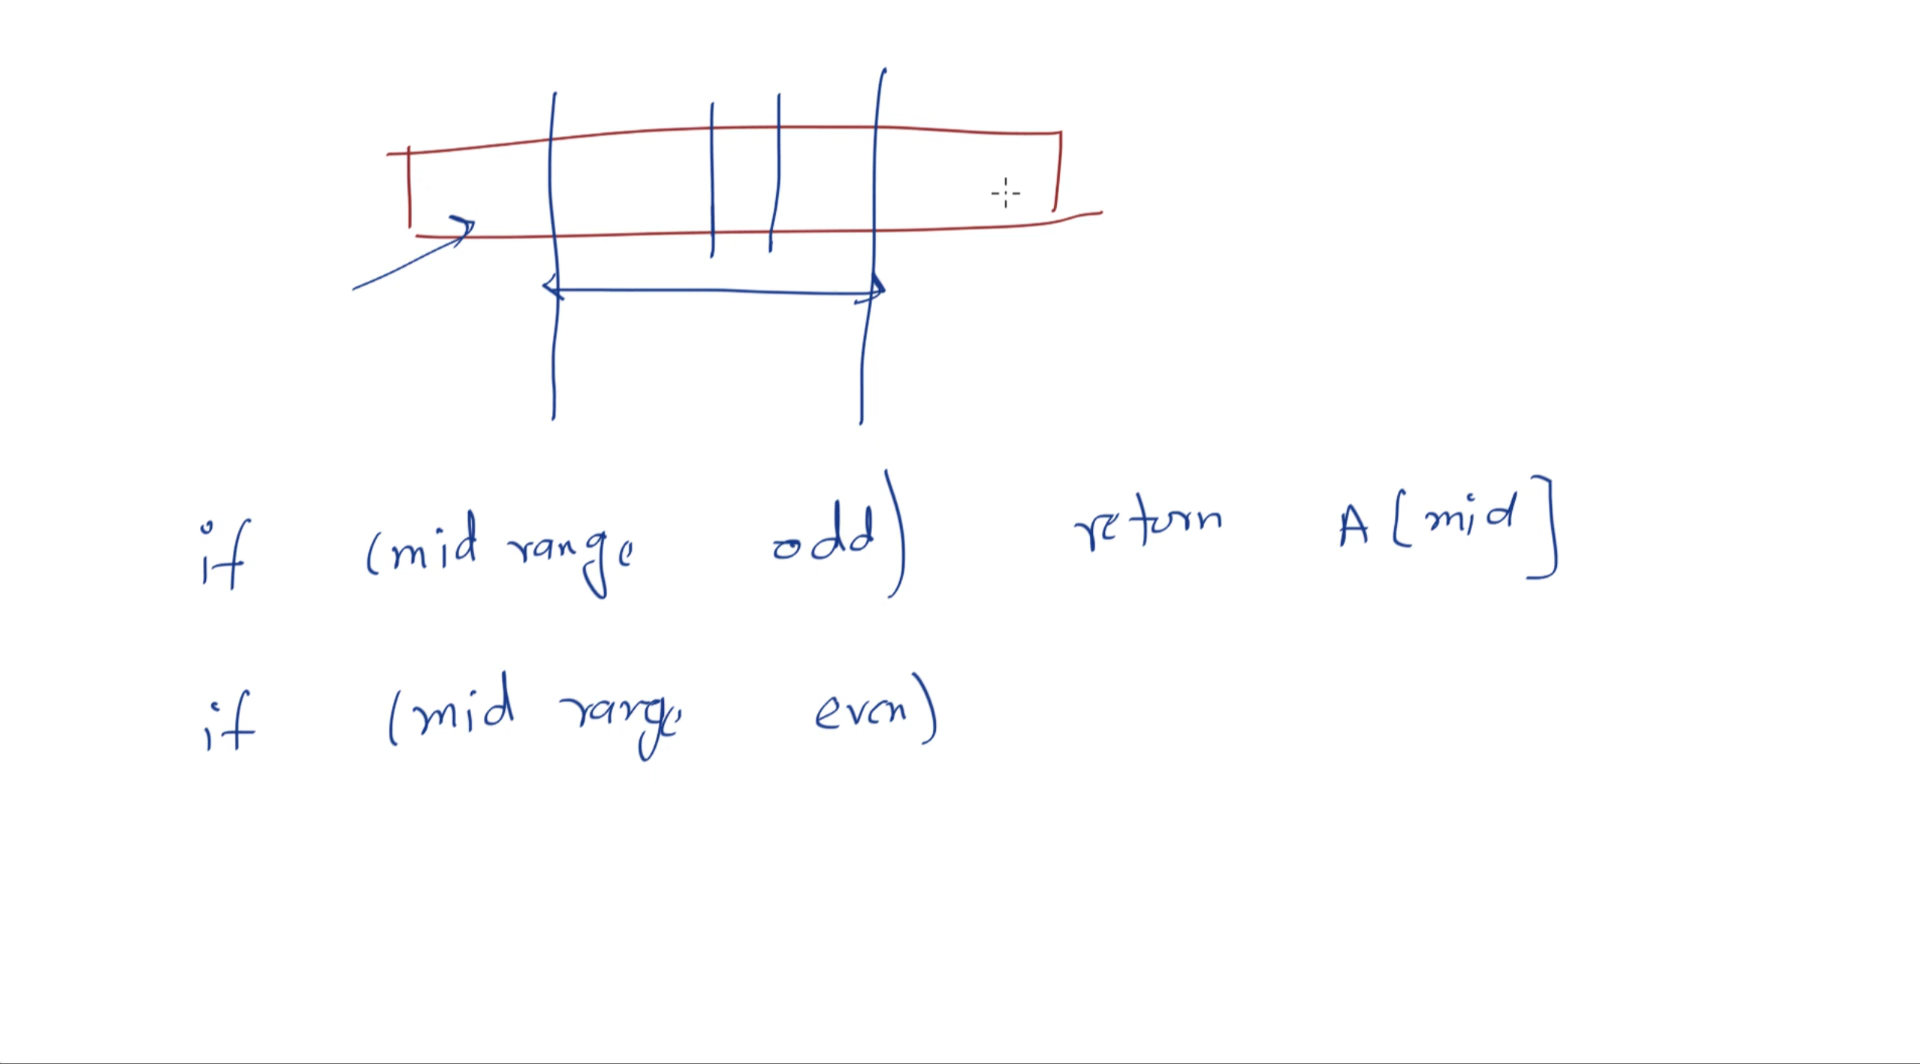 if (mid range odd) return A[mid]
if (mid range even)